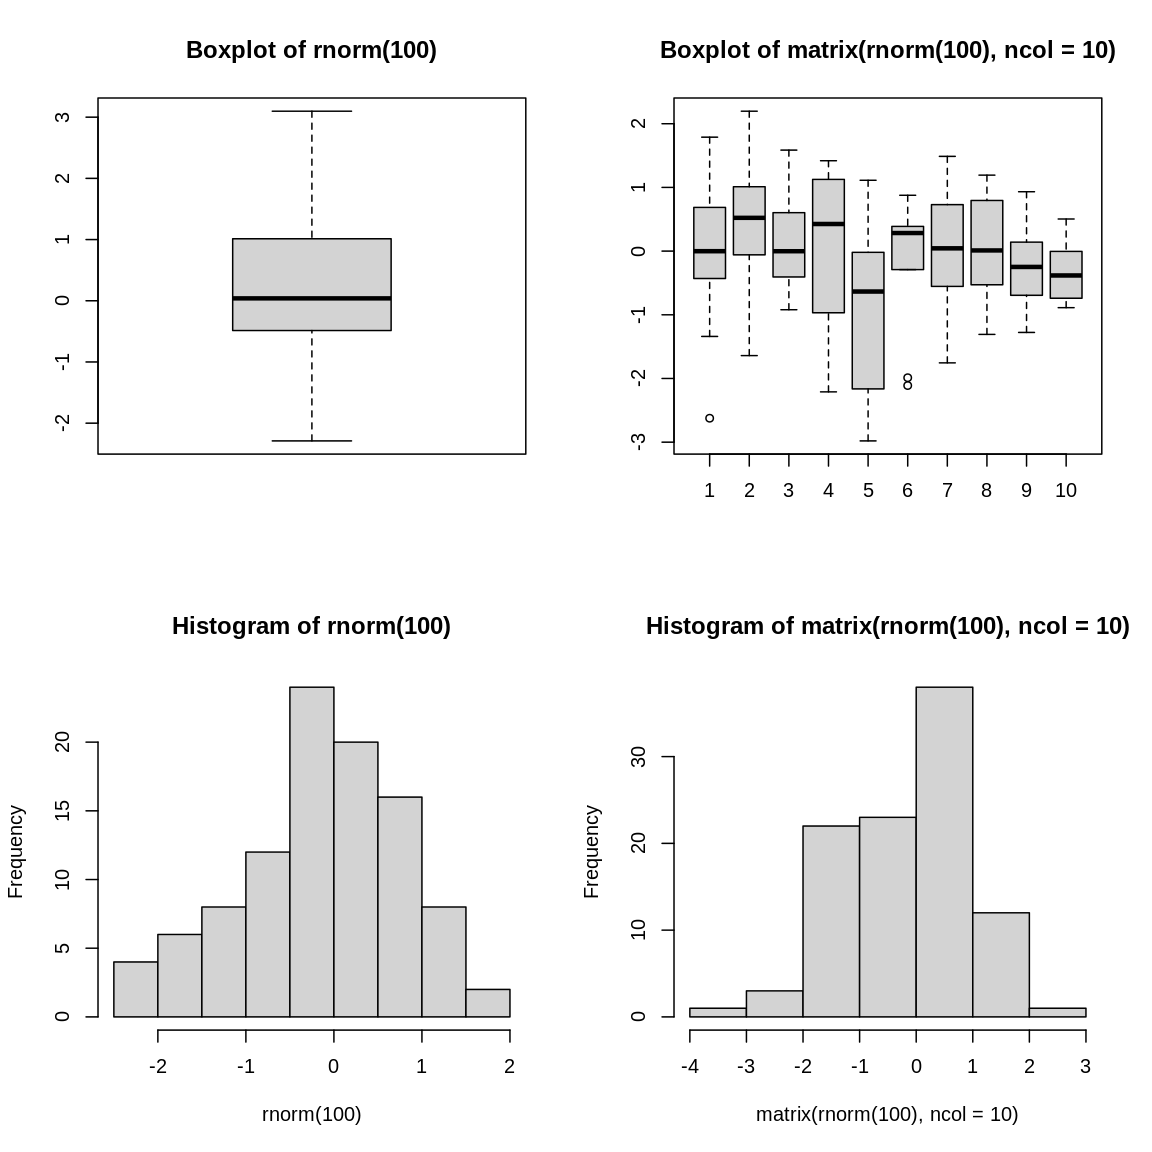 Boxplot of rnorm(100)
3
2
1
0
-1
-2
Boxplot of matrix(rnorm(100), ncol = 10)
2
1
0
-1
-2
-3
1 2 3 4 5 6 7 8 9 10
Histogram of rnorm(100)
Frequency
20
15
10
5
0
-2 -1 0 1 2
rnorm(100)
Histogram of matrix(rnorm(100), ncol = 10)
Frequency
30
20
10
0
-4 -3 -2 -1 0 1 2 3
matrix(rnorm(100), ncol = 10)